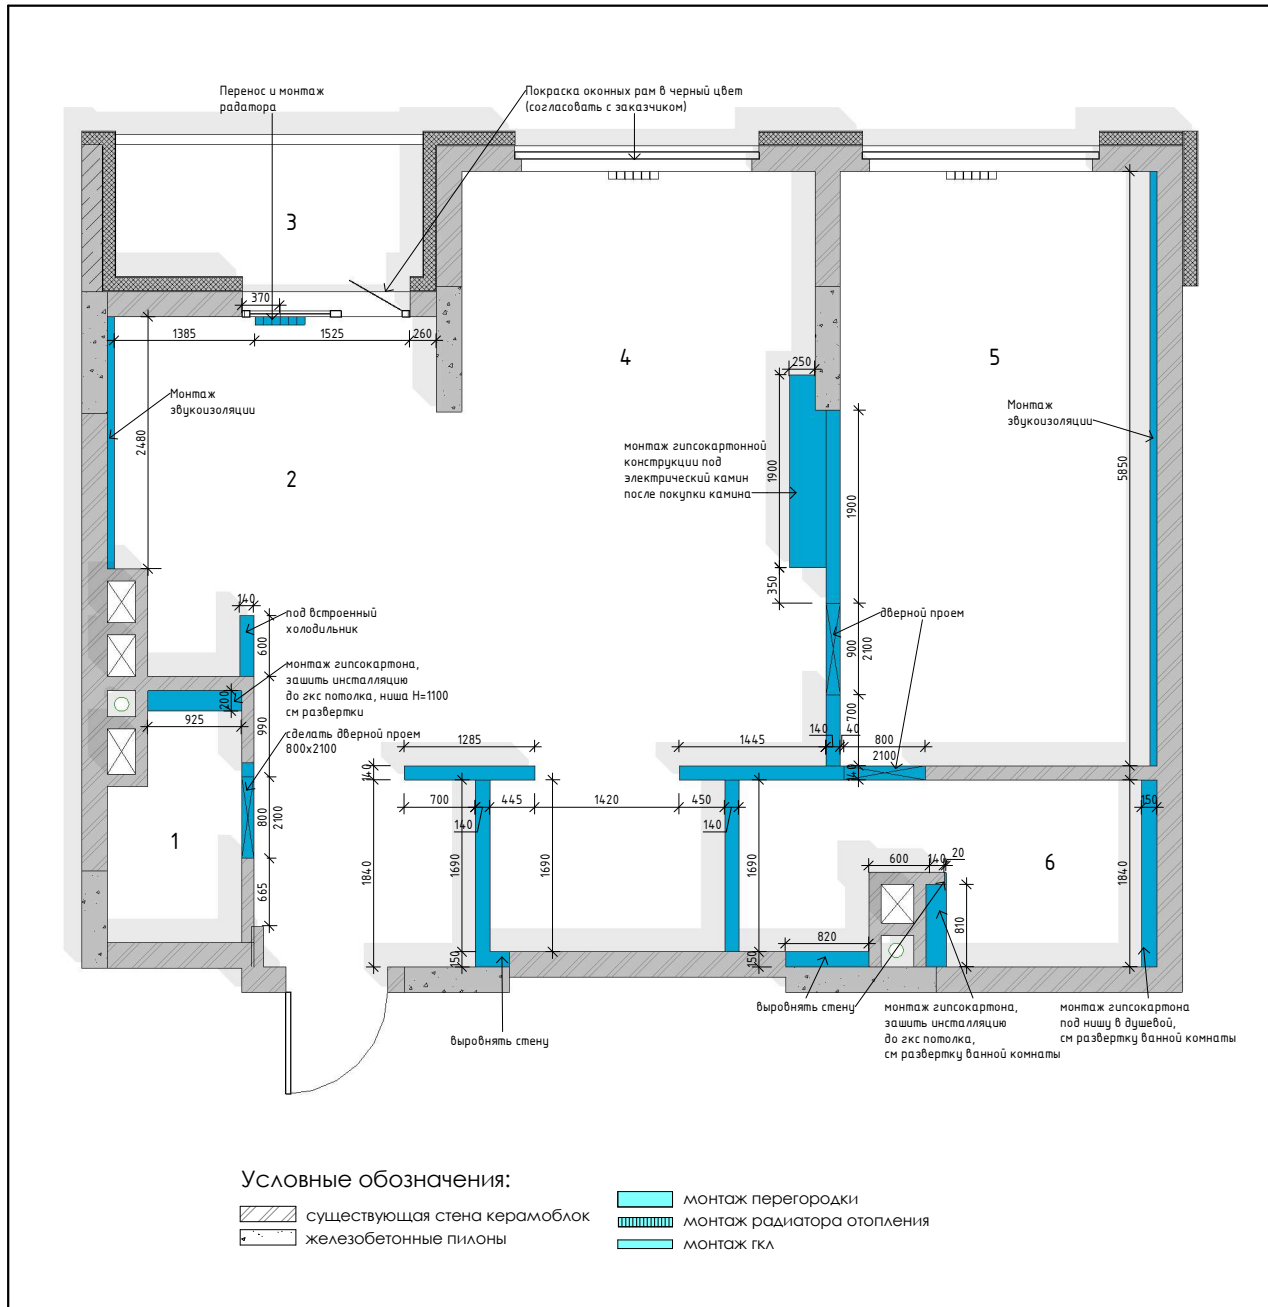 Перенос и монтаж
радатора
Покраска оконных рам в черный цвет
(согласовать с заказчиком)
3
370
1385
1525
260
4
5
250
Монтаж
звукоизоляции
2480
2
монтаж гипсокартонной
конструкции под
электрический камин
после покупки камина
1900
1900
350
Монтаж
звукоизоляции
5850
140
под встроенный
холодильник
600
дверной проем
900
2100
монтаж гипсокартона,
зашить инсталляцию
до гкс потолка, ниша H=1100
см развертки
200
925
990
сделать дверной проем
800x2100
700
140
40
800
2100
140
1285
1445
140
700
445
1420
450
140
140
150
1
800
2100
665
1840
1690
1690
1690
600
140
20
6
1840
810
820
150
150
выровнять стену
выровнять стену
монтаж гипсокартона,
зашить инсталляцию
до гкс потолка,
см развертку ванной комнаты
монтаж гипсокартона
под нишу в душевой,
см развертку ванной комнаты
Условные обозначения:
существующая стена керамоблок
железобетонные пилоны
монтаж перегородки
монтаж радиатора отопления
монтаж гкл